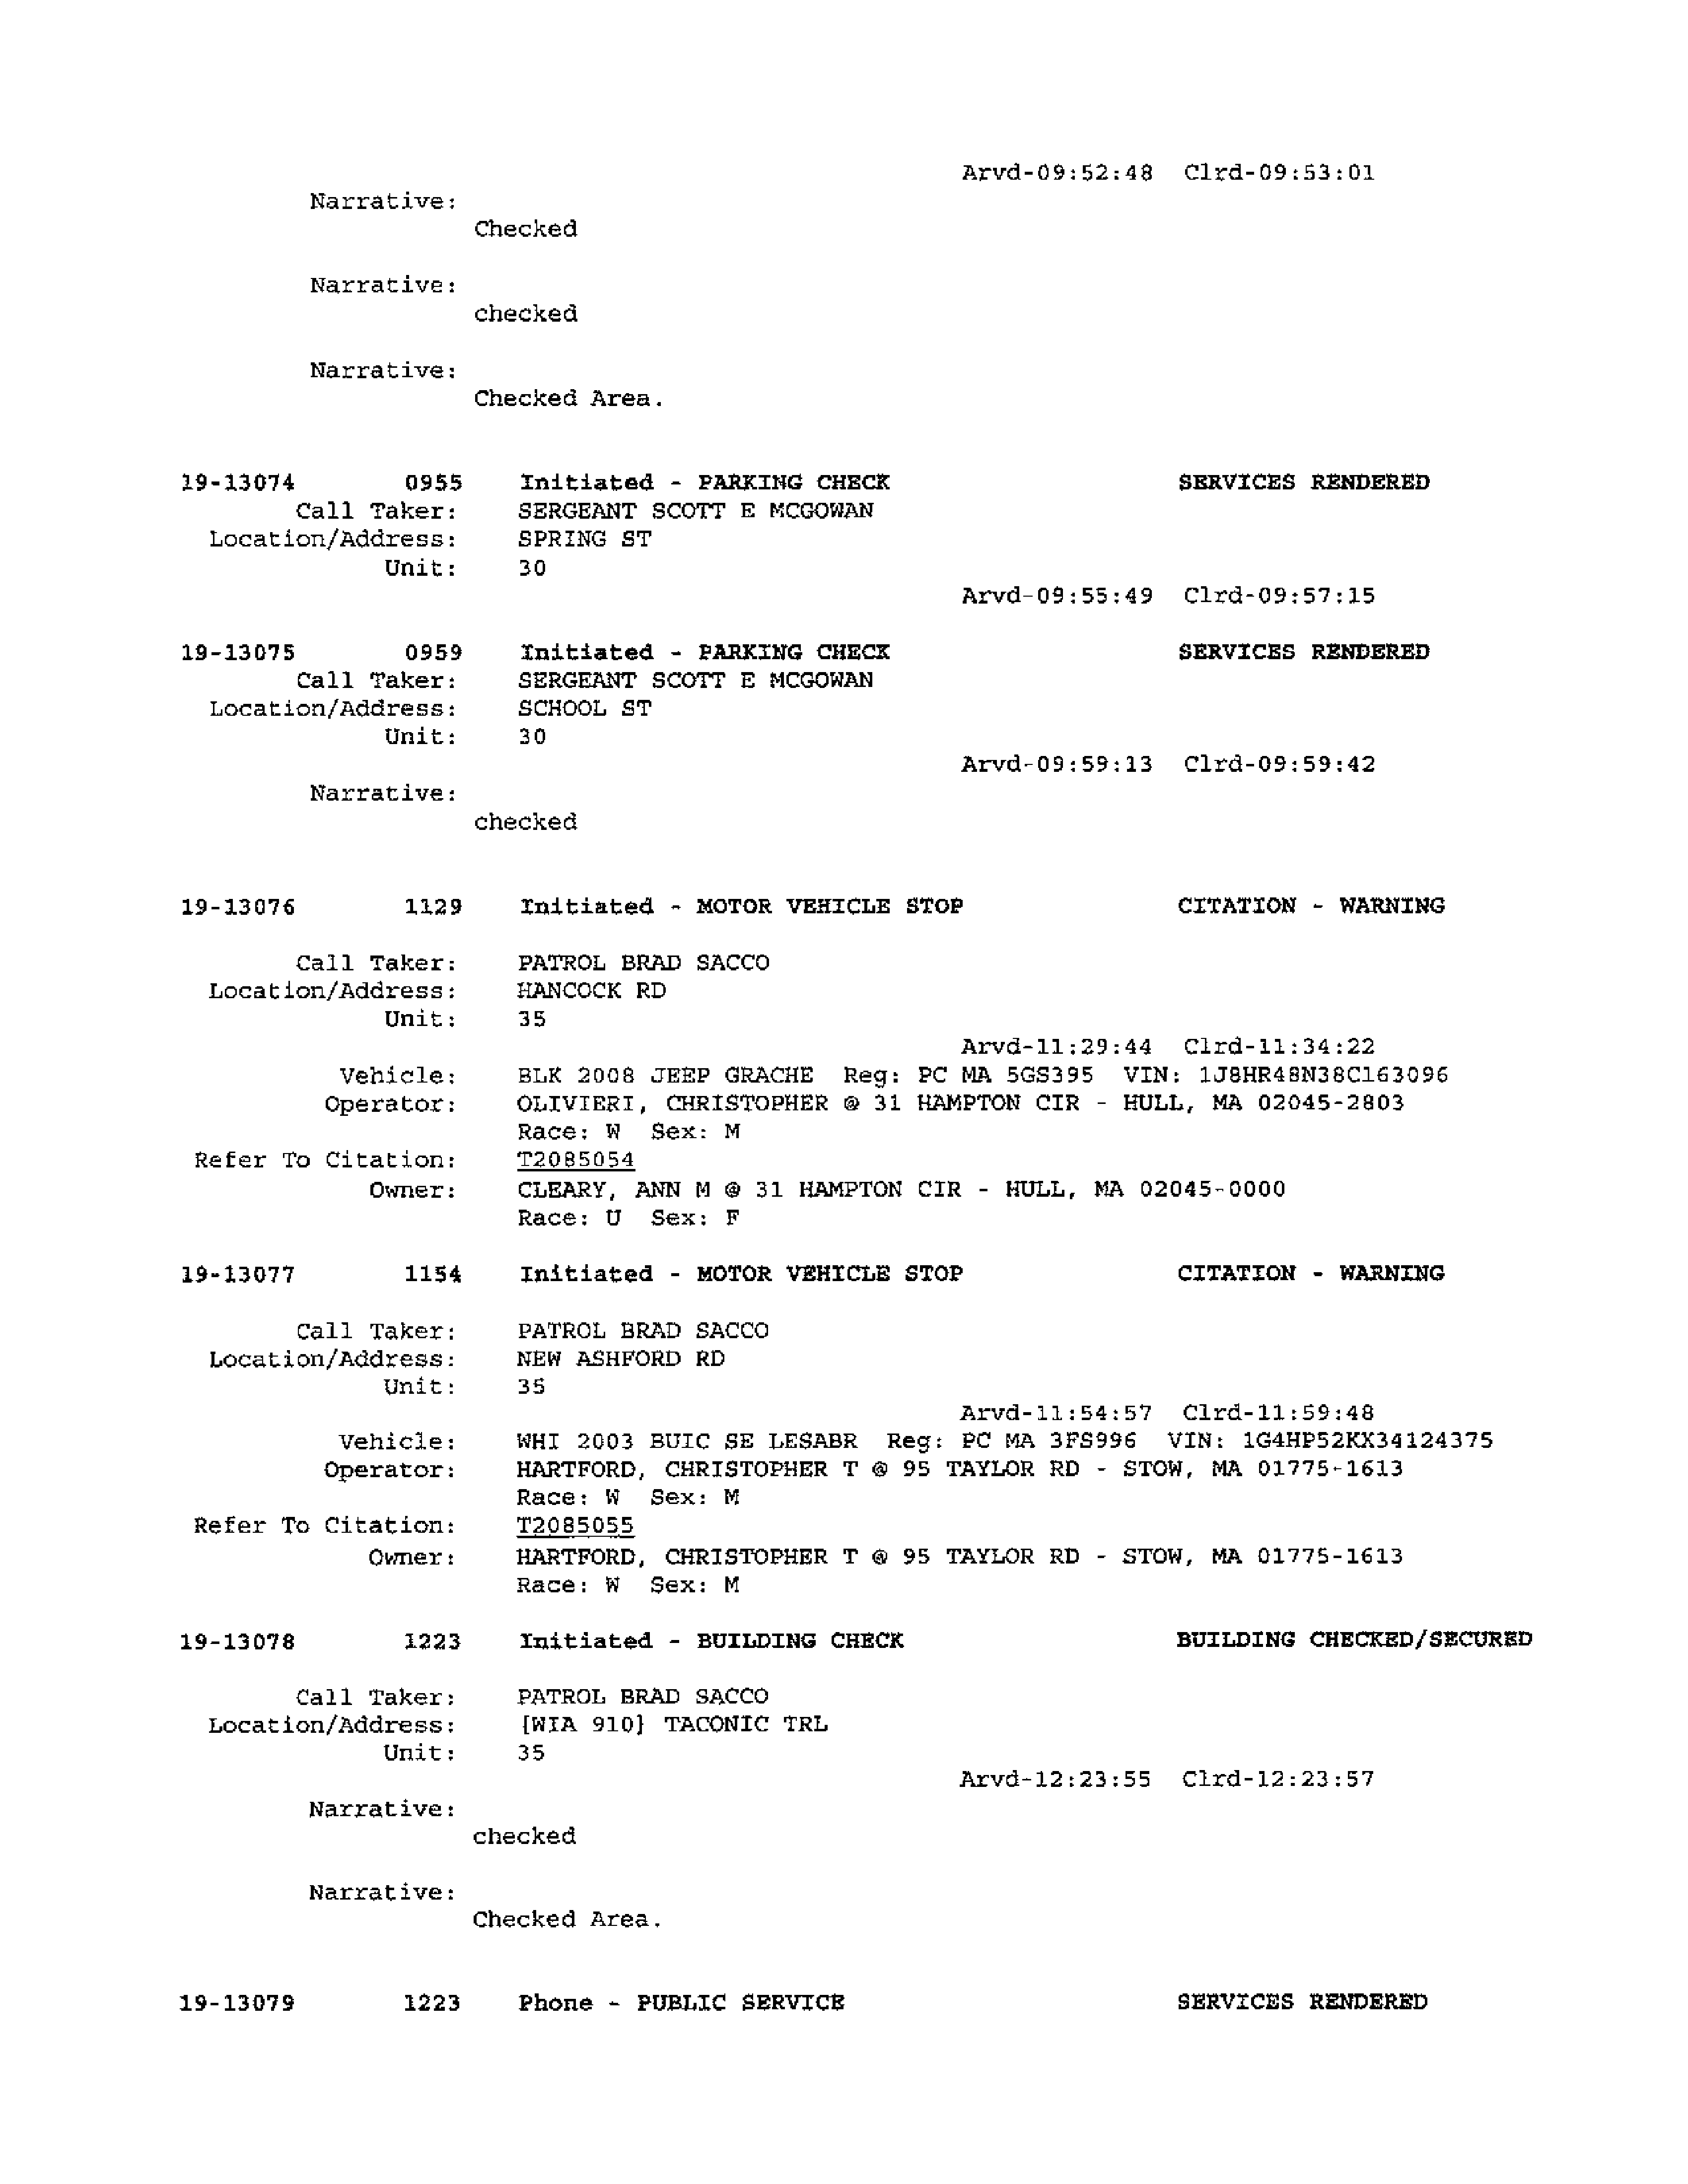 Arvd-09:52:48 Clrd-09:53:01
Narrative:
Checked
Narrative:
checked
Narrative:
Checked Area.
19-13074 0955 Initiated - PARKING CHECK SERVICES RENDERED
Call Taker: SERGEANT SCOTT E MCGOWAN
Location/Address: SPRING ST
Unit: 30
Arvd-09:55:49 Clrd-09:57:15
19-13075 0959 Initiated - PARKING CHECK SERVICES RENDERED
Call Taker: SERGEANT SCOTT E MCGOWAN
Location/Address: SCHOOL ST
Unit: 30
Arvd-09:59:13 Clrd-09:59:42
Narrative:
checked
19-13076 1129 Initiated - MOTOR VEHICLE STOP CITATION - WARNING
Call Taker: PATROL BRAD SACCO
Location/Address: HANCOCK RD
Unit: 35
Arvd-11:29:44 Clrd-11:34:22
Vehicle: BLK 2008 JEEP GRACHE Reg: PC MA 5GS395 VIN: 1J8HR48N38C163096
Operator: OLIVIERI, CHRISTOPHER @ 31 HAMPTON CIR - HULL, MA 02045-2803
Race: W Sex: M
Refer To Citation: T2085054
Owner: CLEARY, ANN M @ 31 HAMPTON CIR - HULL, MA 02045-0000
Race: U Sex: F
19-13077 1154 Initiated - MOTOR VEHICLE STOP CITATION - WARNING
Call Taker: PATROL BRAD SACCO
Location/Address: NEW ASHFORD RD
Unit: 35
Arvd-11:54:57 Clrd-11:59:48
Vehicle: WHI 2003 BUIC SE LESABR Reg: PC MA 3FS996 VIN: 1G4HP52KX34124375
Operator: HARTFORD, CHRISTOPHER T @ 95 TAYLOR RD - STOW, MA 01775-1613
Race: W Sex: M
Refer To Citation: T2085055
Owner: HARTFORD, CHRISTOPHER T @ 95 TAYLOR RD - STOW, MA 01775-1613
Race: W Sex: M
19-13078 1223 Initiated - BUILDING CHECK BUILDING CHECKED/SECURED
Call Taker: PATROL BRAD SACCO
Location/Address: [WIA 910] TACONIC TRL
Unit: 35
Arvd-12:23:55 Clrd-12:23:57
Narrative:
checked
Narrative:
Checked Area.
19-13079 1223 Phone - PUBLIC SERVICE SERVICES RENDERED